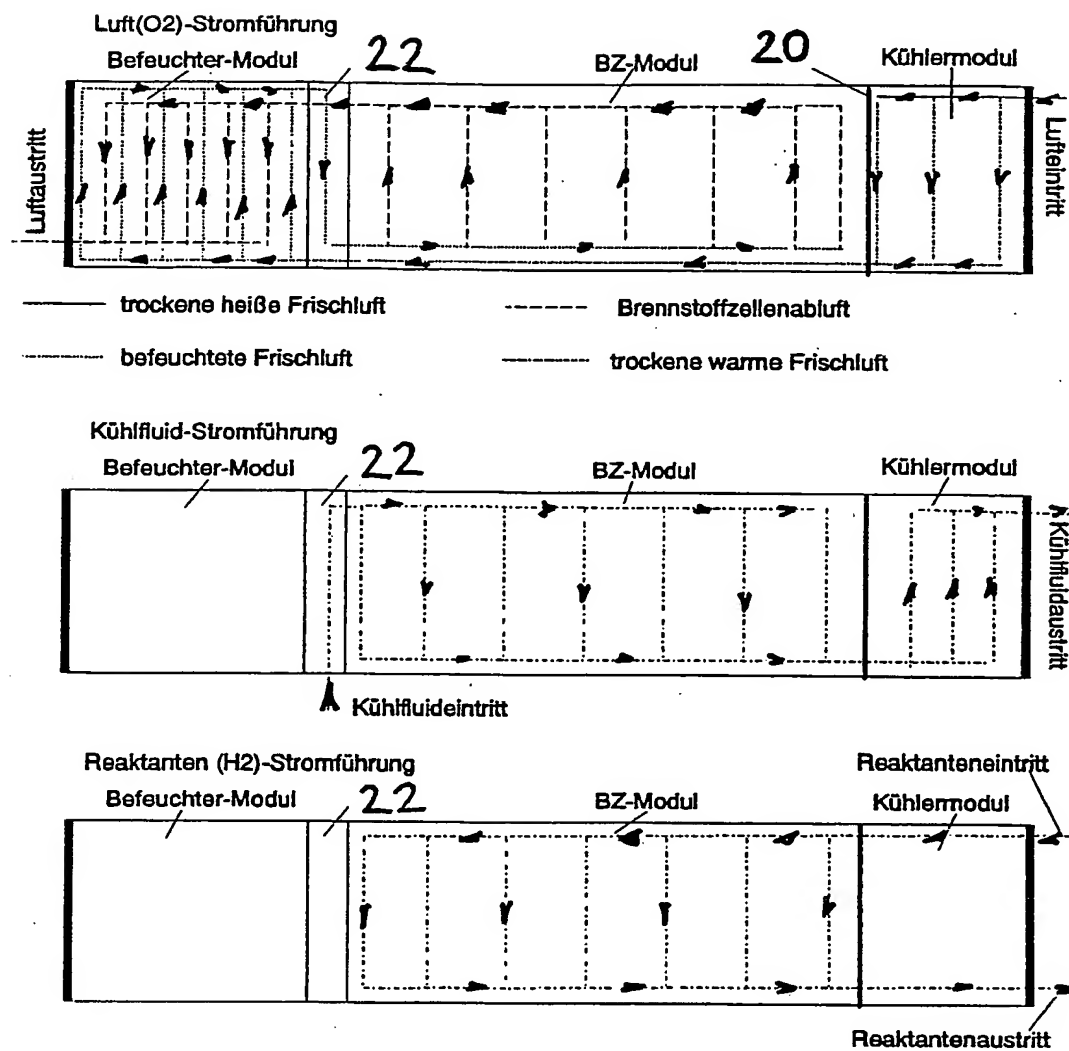 Luft(O2)-Stromführung
Befeuchter-Modul
22
BZ-Modul
20
Kühlermodul
Luftaustritt
Lufteintritt
trockene heiße Frischluft
Brennstoffzellenabluft
befeuchtete Frischluft
trockene warme Frischluft
Kühlfluid-Stromführung
Befeuchter-Modul
22
BZ-Modul
Kühlermodul
Kühlfluidaustritt
Kühlfluideintritt
Reaktanten (H2)-Stromführung
Reaktanteneintritt
Befeuchter-Modul
22
BZ-Modul
Kühlermodul
Reaktantenaustritt